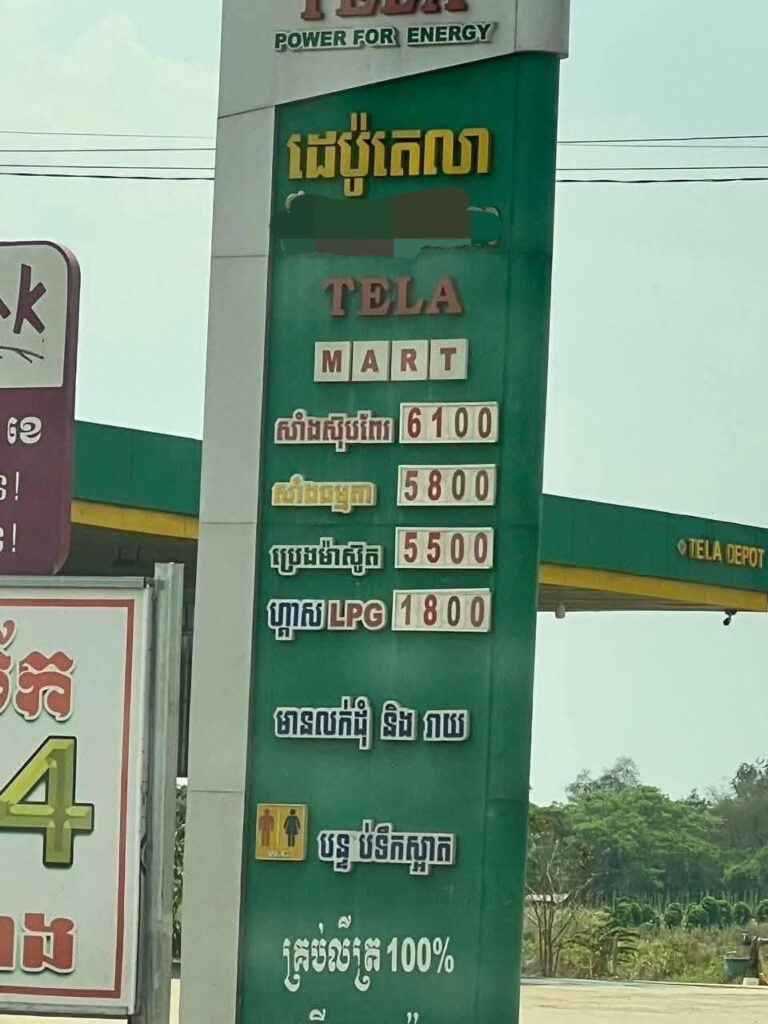 TELA
POWER FOR ENERGY
ដេប៉ូតេលា
TELA
MART
សាំងស៊ុបពែរ 6100
សាំងធម្មតា 5800
ប្រេងម៉ាស៊ូត 5500
ហ្គាស LPG 1800
មានលក់ដុំ និង រាយ
W.C បន្ទប់ទឹកស្អាត
គ្រប់លីត្រ 100%
TELA DEPOT
k
ខេ
!
!
4